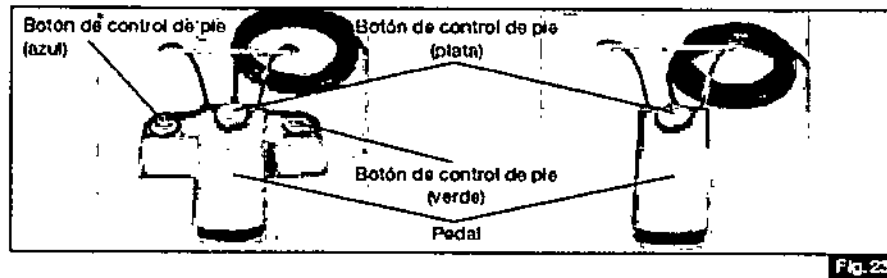 Botón de control de pie
(azul)
Botón de control de pie
(plata)
Botón de control de pie
(verde)
Pedal
Fig. 23